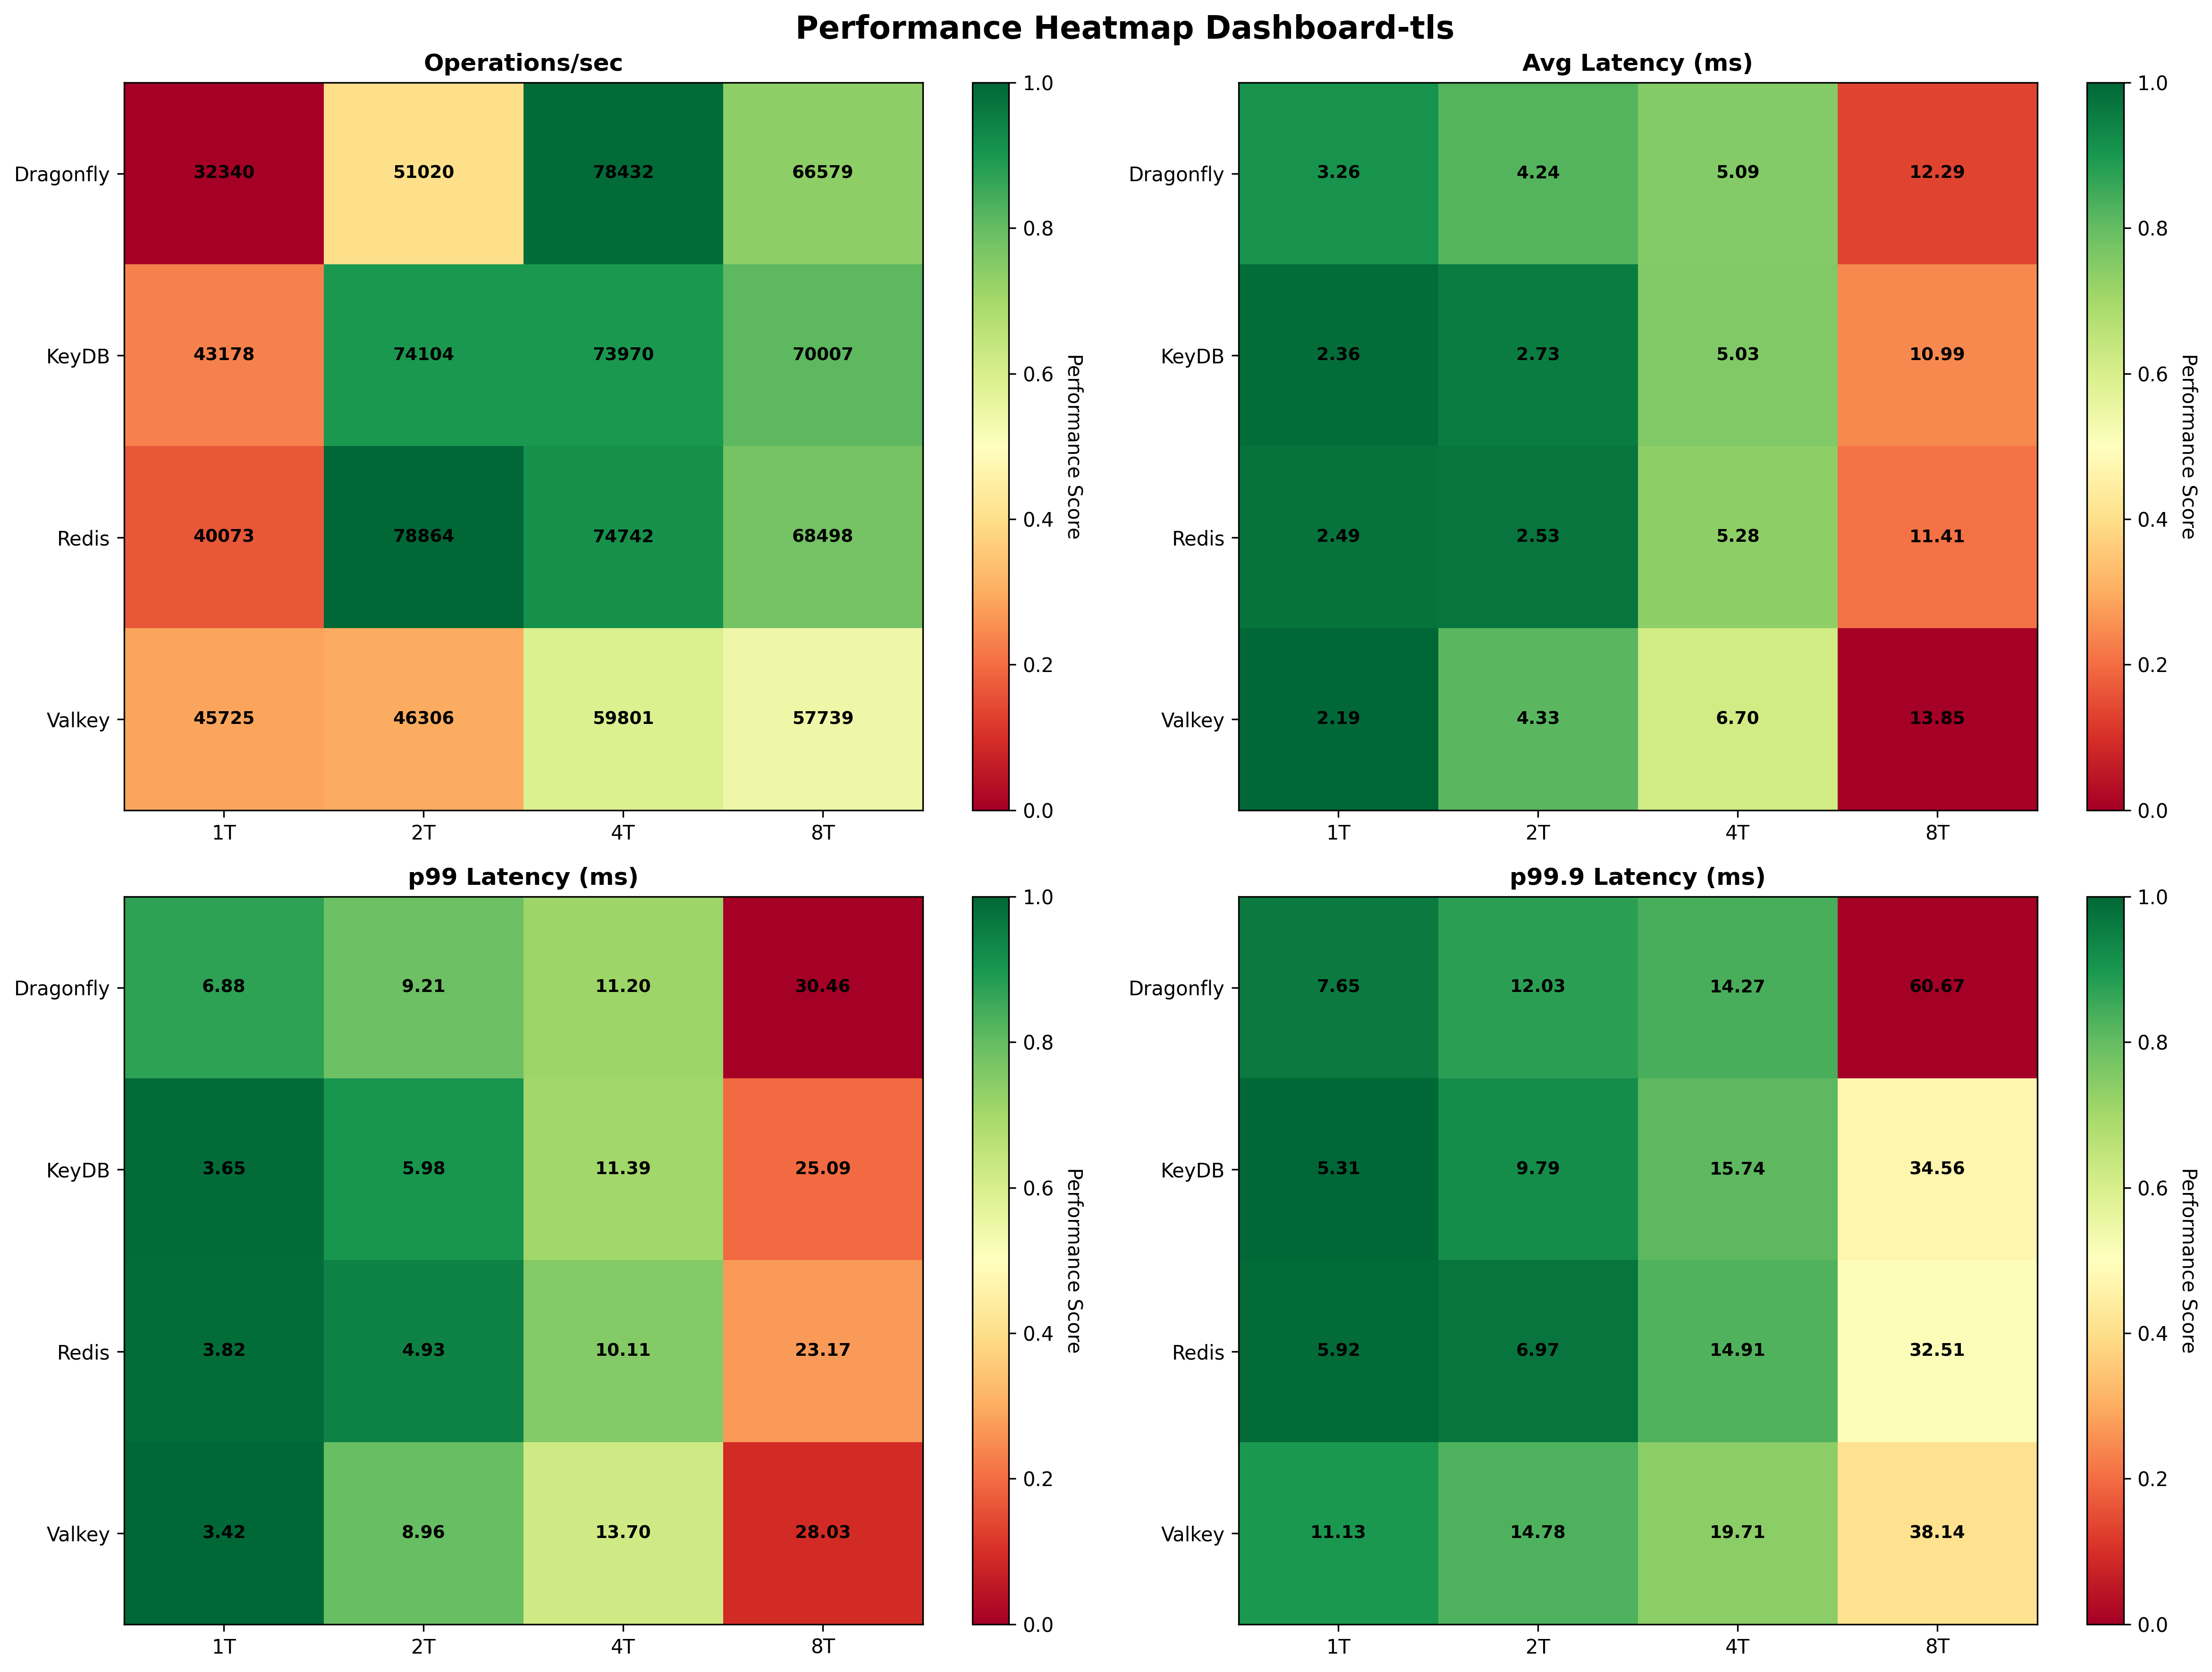 Performance Heatmap Dashboard-tls
Operations/sec
Dragonfly 32340 51020 78432 66579
KeyDB 43178 74104 73970 70007
Redis 40073 78864 74742 68498
Valkey 45725 46306 59801 57739
1T 2T 4T 8T
1.0
0.8
0.6
0.4
0.2
0.0
Performance Score
Avg Latency (ms)
Dragonfly 3.26 4.24 5.09 12.29
KeyDB 2.36 2.73 5.03 10.99
Redis 2.49 2.53 5.28 11.41
Valkey 2.19 4.33 6.70 13.85
1T 2T 4T 8T
1.0
0.8
0.6
0.4
0.2
0.0
Performance Score
p99 Latency (ms)
Dragonfly 6.88 9.21 11.20 30.46
KeyDB 3.65 5.98 11.39 25.09
Redis 3.82 4.93 10.11 23.17
Valkey 3.42 8.96 13.70 28.03
1T 2T 4T 8T
1.0
0.8
0.6
0.4
0.2
0.0
Performance Score
p99.9 Latency (ms)
Dragonfly 7.65 12.03 14.27 60.67
KeyDB 5.31 9.79 15.74 34.56
Redis 5.92 6.97 14.91 32.51
Valkey 11.13 14.78 19.71 38.14
1T 2T 4T 8T
1.0
0.8
0.6
0.4
0.2
0.0
Performance Score